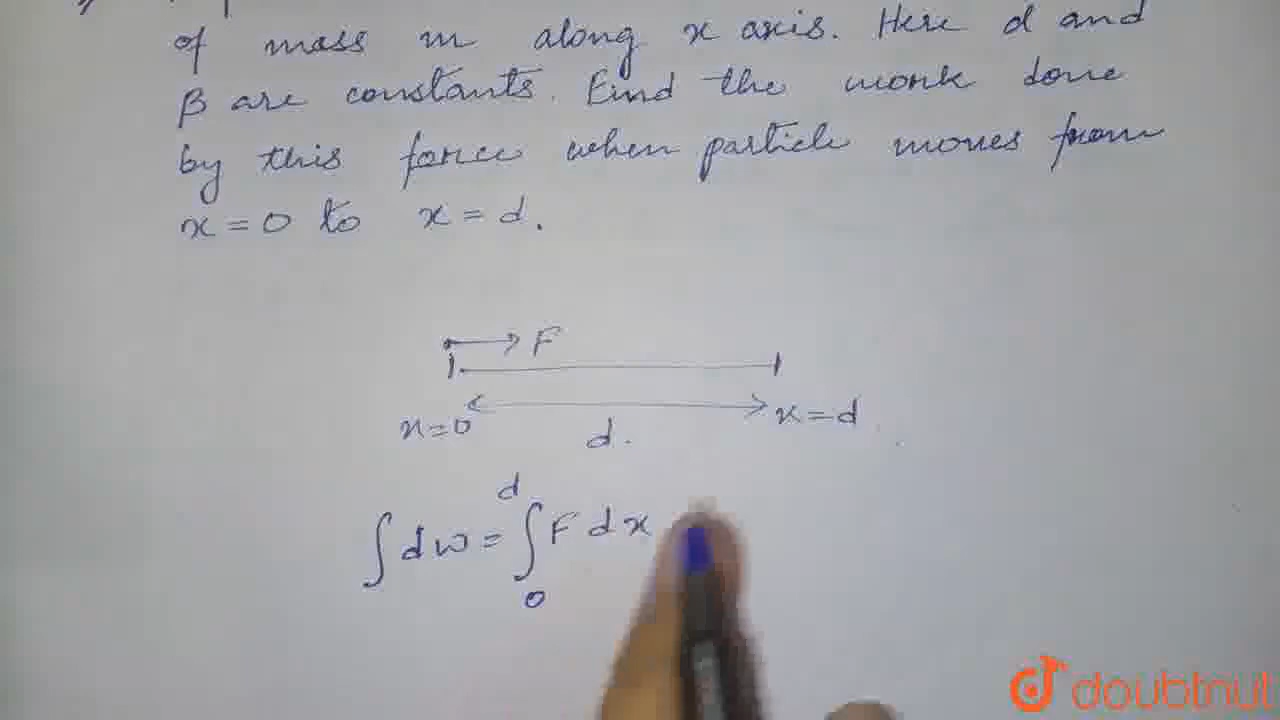 of mass m along x axis. Here α and
β are constants. Find the work done
by this force when particle moves from
x = 0 to x = d.
F
x=0 d. x=d
∫ dw = ∫₀ᵈ F dx
doubtnut